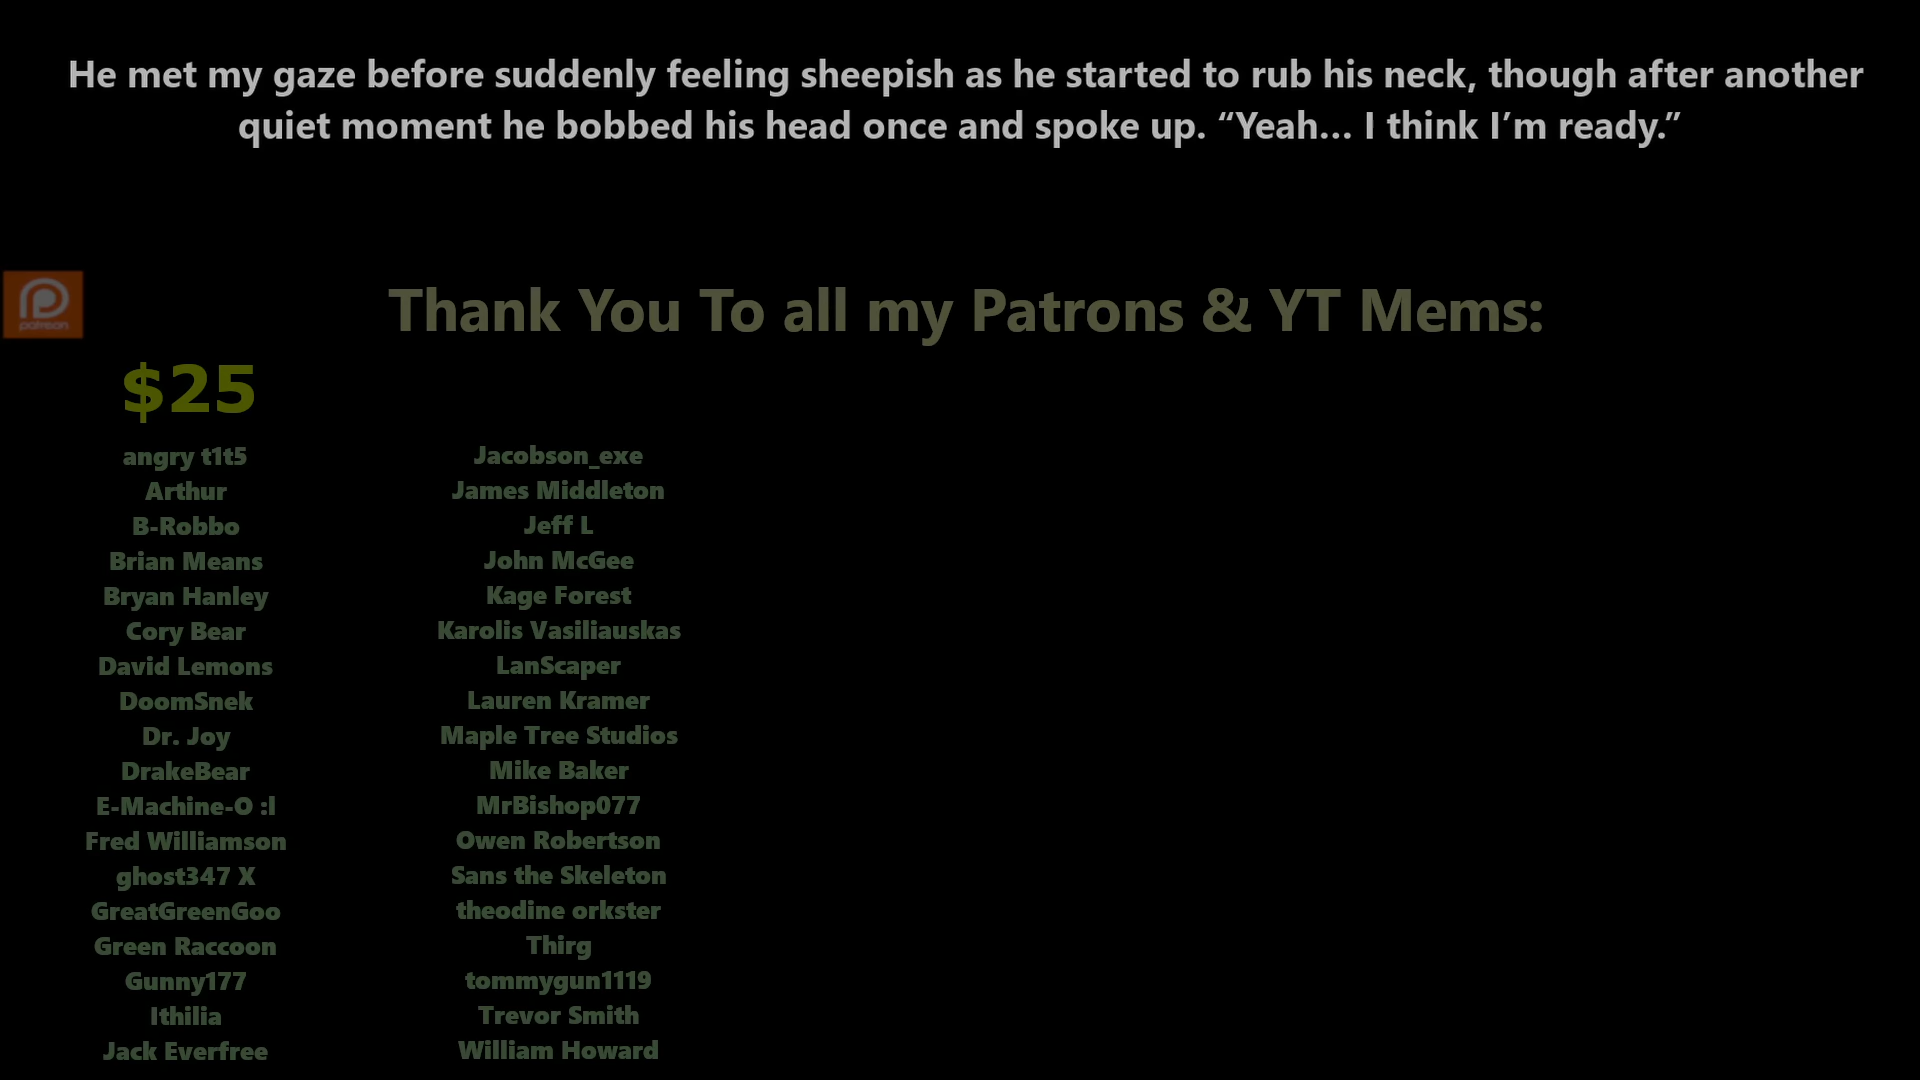 He met my gaze before suddenly feeling sheepish as he started to rub his neck, though after another
quiet moment he bobbed his head once and spoke up. “Yeah... I think I’m ready.”
patreon
Thank You To all my Patrons & YT Mems:
$25
angry t1t5
Arthur
B-Robbo
Brian Means
Bryan Hanley
Cory Bear
David Lemons
DoomSnek
Dr. Joy
DrakeBear
E-Machine-O :l
Fred Williamson
ghost347 X
GreatGreenGoo
Green Raccoon
Gunny177
Ithilia
Jack Everfree
Jacobson_exe
James Middleton
Jeff L
John McGee
Kage Forest
Karolis Vasiliauskas
LanScaper
Lauren Kramer
Maple Tree Studios
Mike Baker
MrBishop077
Owen Robertson
Sans the Skeleton
theodine orkster
Thirg
tommygun1119
Trevor Smith
William Howard